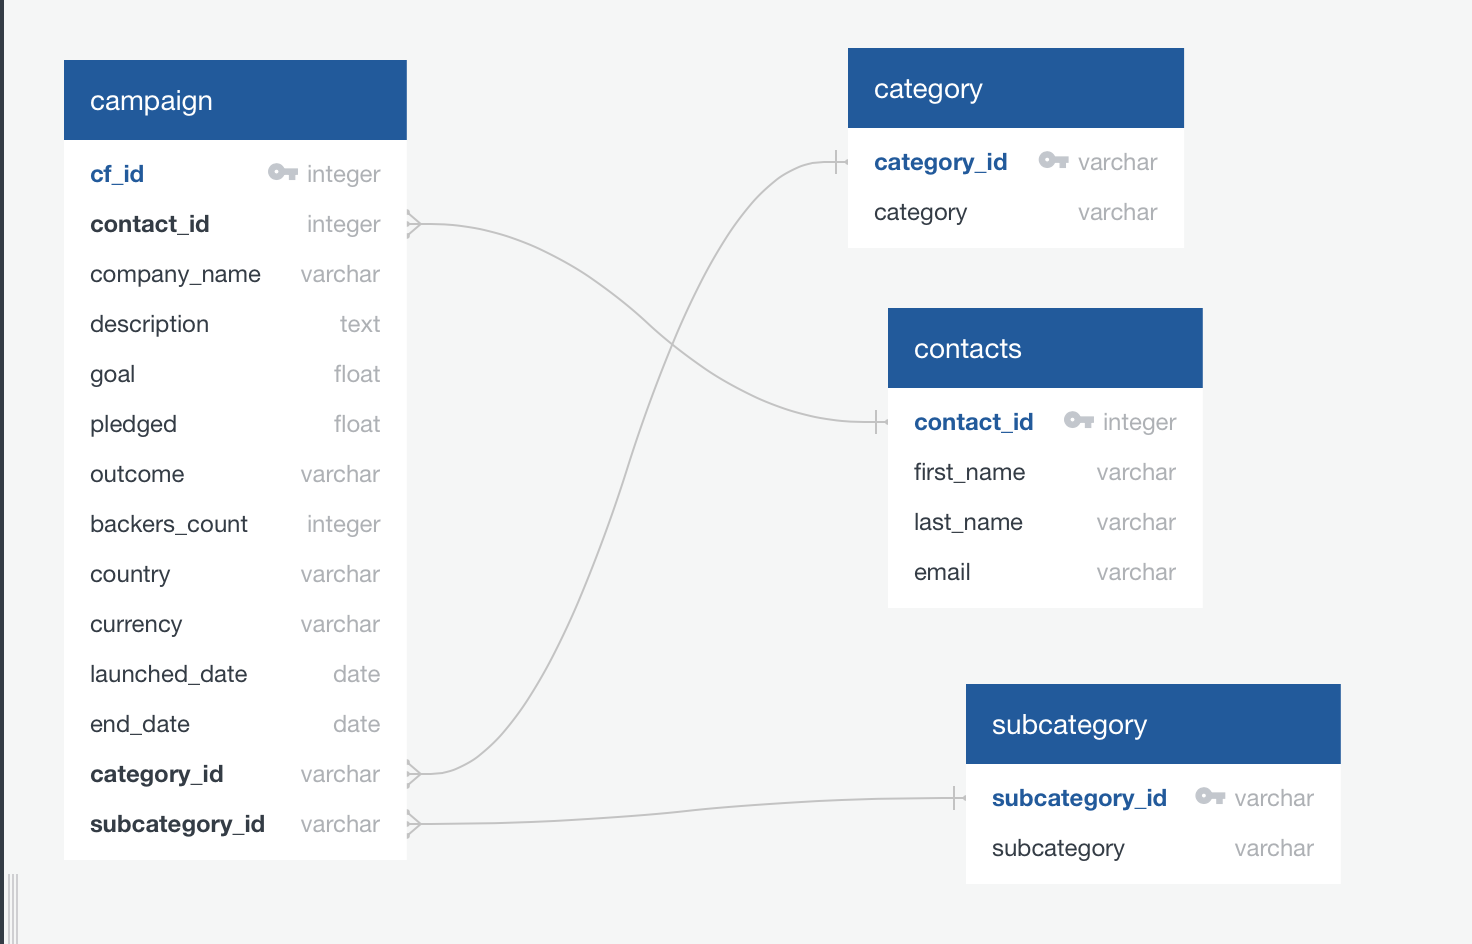 campaign
cf_id integer
contact_id integer
company_name varchar
description text
goal float
pledged float
outcome varchar
backers_count integer
country varchar
currency varchar
launched_date date
end_date date
category_id varchar
subcategory_id varchar
category
category_id varchar
category varchar
contacts
contact_id integer
first_name varchar
last_name varchar
email varchar
subcategory
subcategory_id varchar
subcategory varchar